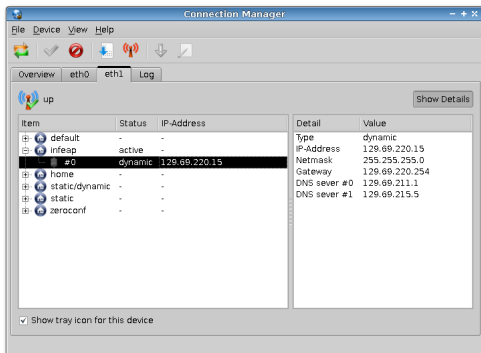 Connection Manager
File Device View Help
Overview eth0 eth1 Log
up Show Details
Item Status IP-Address Detail Value
default - - Type dynamic
infeap active - IP-Address 129.69.220.15
#0 dynamic 129.69.220.15 Netmask 255.255.255.0
home - - Gateway 129.69.220.254
static/dynamic - - DNS sever #0 129.69.211.1
static - - DNS sever #1 129.69.215.5
zeroconf - -
Show tray icon for this device